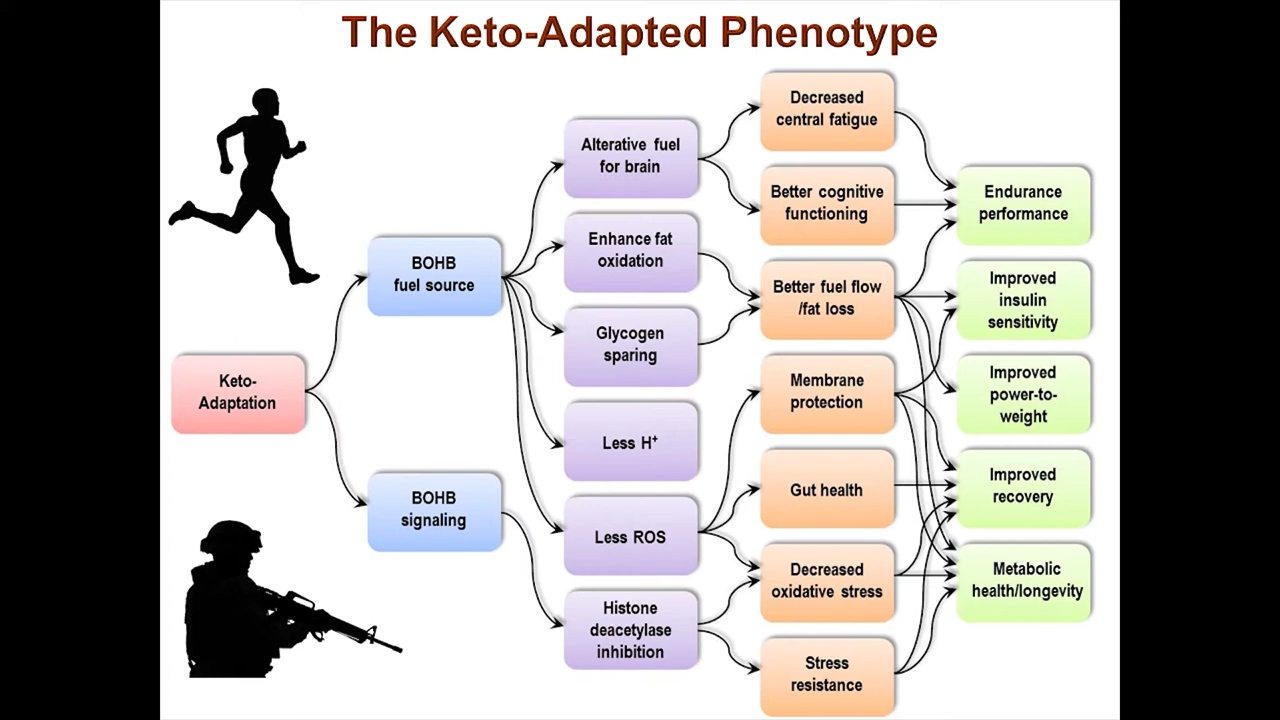 The Keto-Adapted Phenotype
Keto-
Adaptation
BOHB
fuel source
BOHB
signaling
Alterative fuel
for brain
Enhance fat
oxidation
Glycogen
sparing
Less H⁺
Less ROS
Histone
deacetylase
inhibition
Decreased
central fatigue
Better cognitive
functioning
Better fuel flow
/fat loss
Membrane
protection
Gut health
Decreased
oxidative stress
Stress
resistance
Endurance
performance
Improved
insulin
sensitivity
Improved
power-to-
weight
Improved
recovery
Metabolic
health/longevity